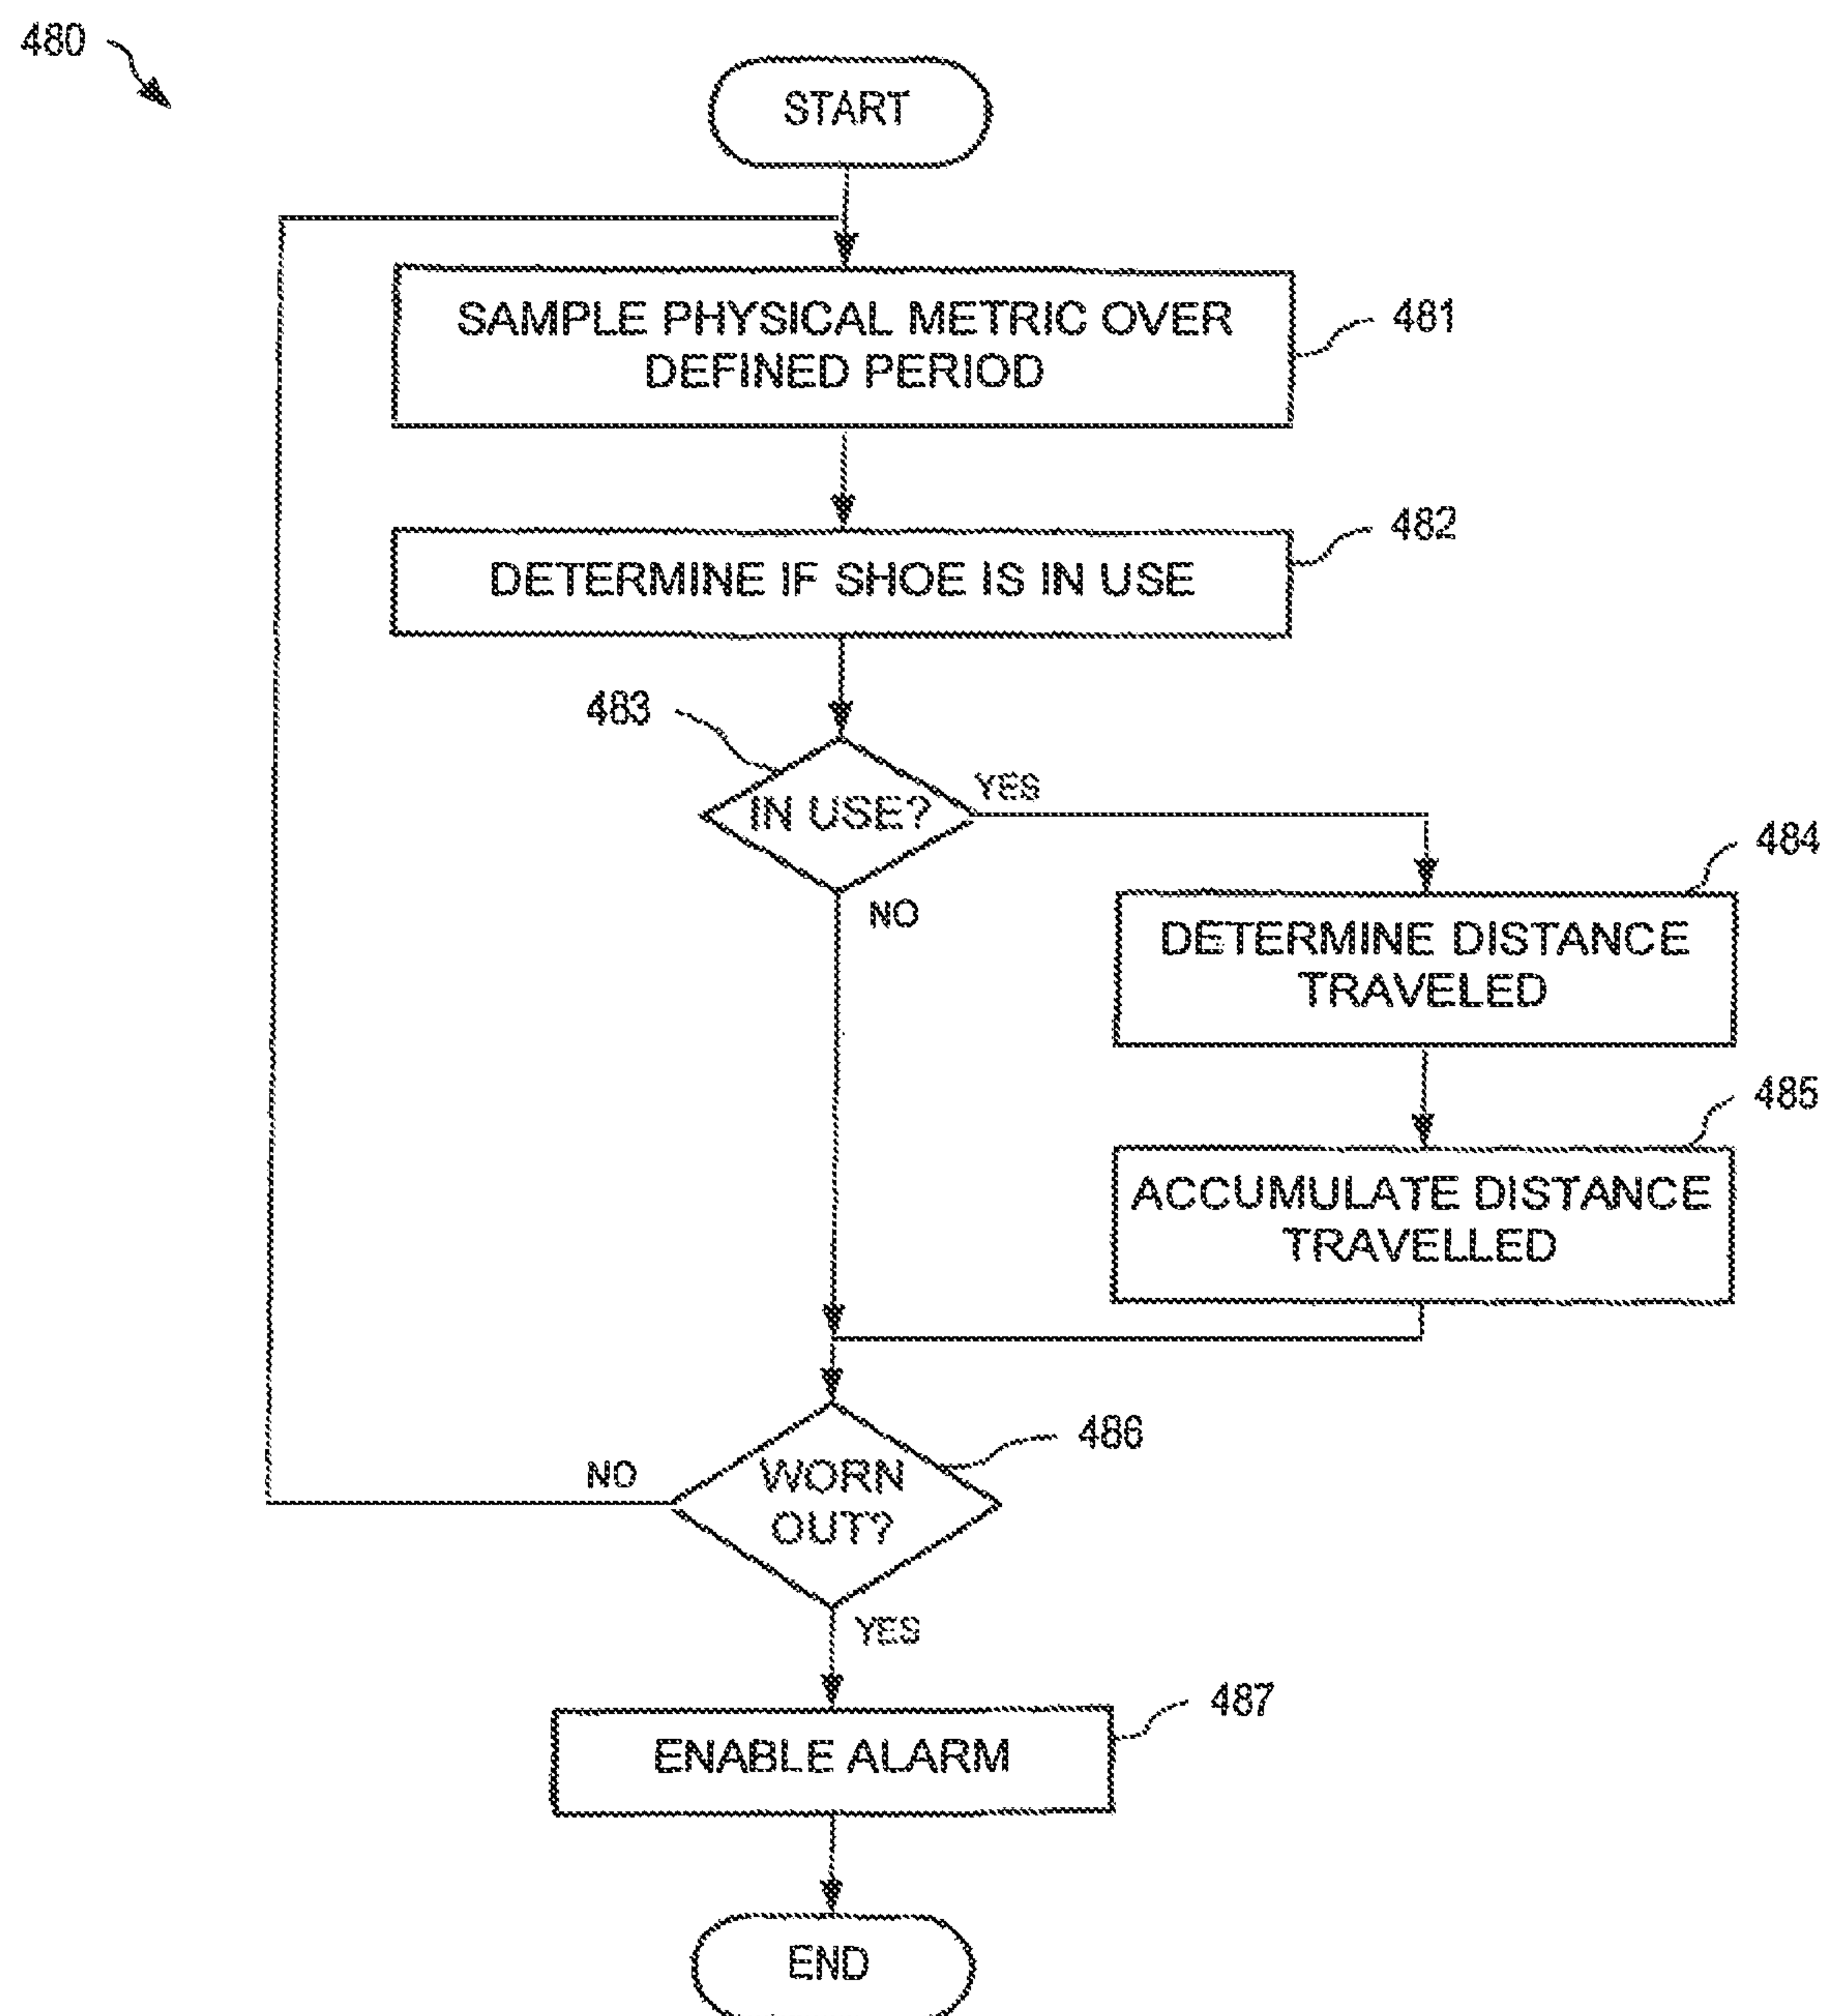 480
START
SAMPLE PHYSICAL METRIC OVER
DEFINED PERIOD
481
DETERMINE IF SHOE IS IN USE
482
483
IN USE?
YES
NO
484
DETERMINE DISTANCE
TRAVELED
485
ACCUMULATE DISTANCE
TRAVELLED
486
WORN
OUT?
NO
YES
487
ENABLE ALARM
END